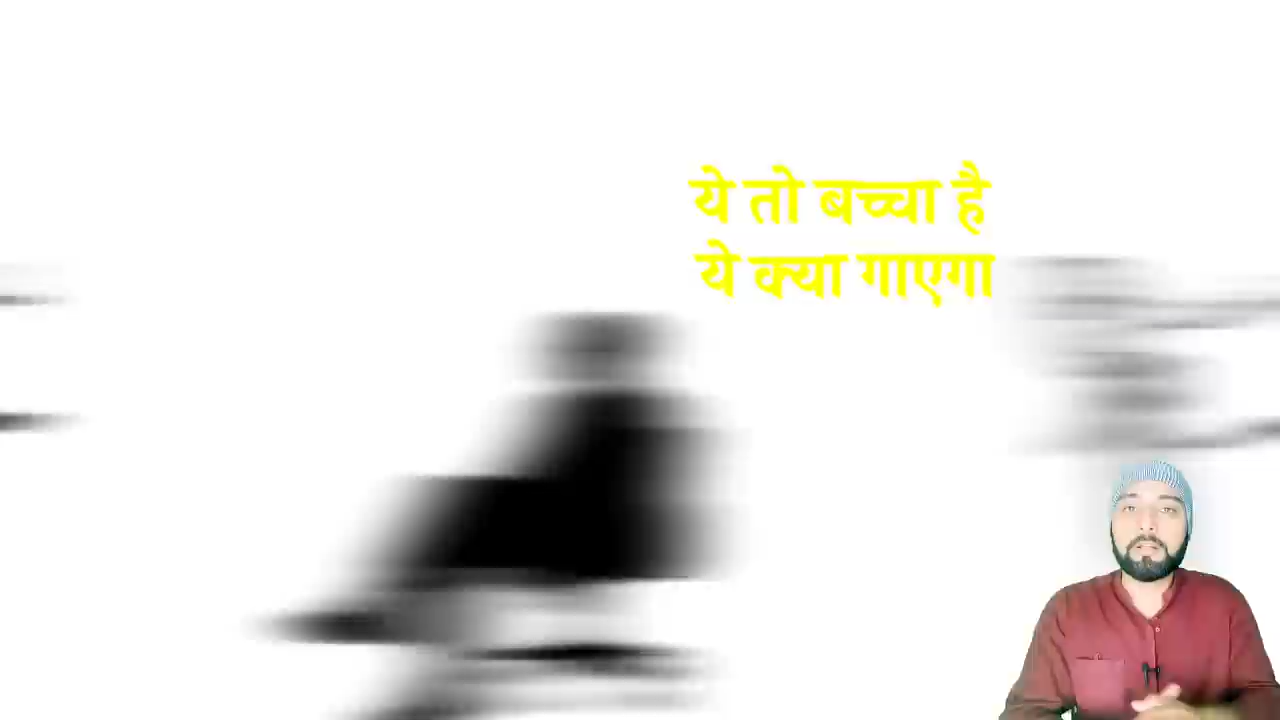 ये तो बच्चा है
ये क्या गाएगा